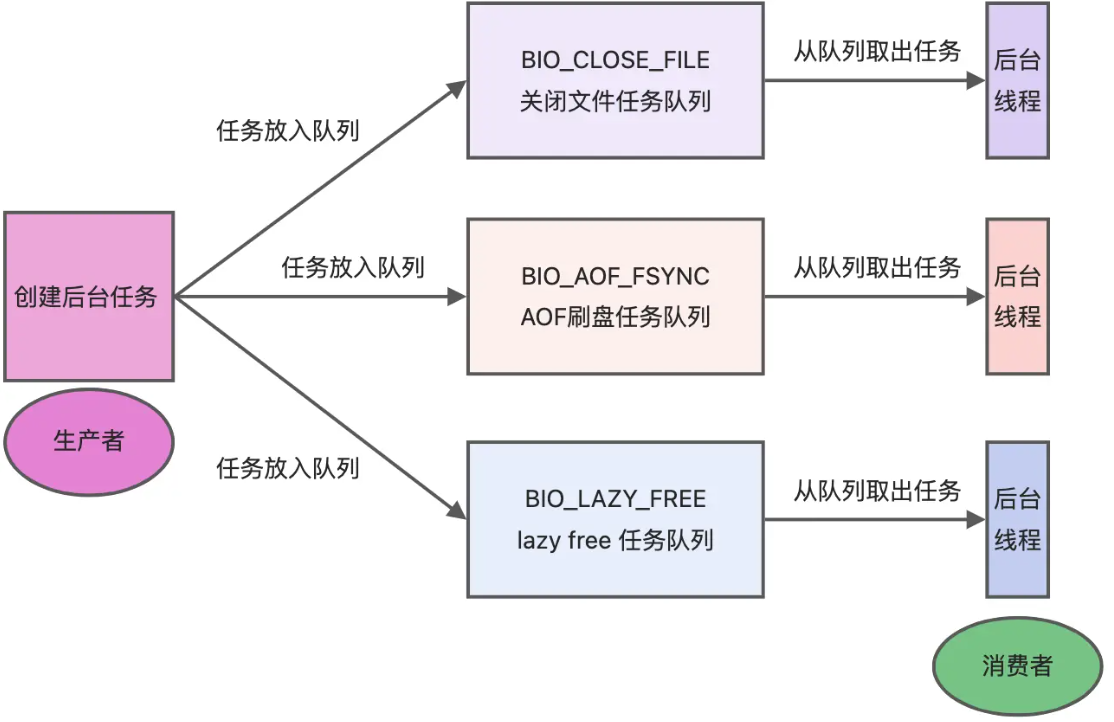 创建后台任务
生产者
任务放入队列
BIO_CLOSE_FILE
关闭文件任务队列
从队列取出任务
后台
线程
任务放入队列
BIO_AOF_FSYNC
AOF刷盘任务队列
从队列取出任务
后台
线程
任务放入队列
BIO_LAZY_FREE
lazy free 任务队列
从队列取出任务
后台
线程
消费者